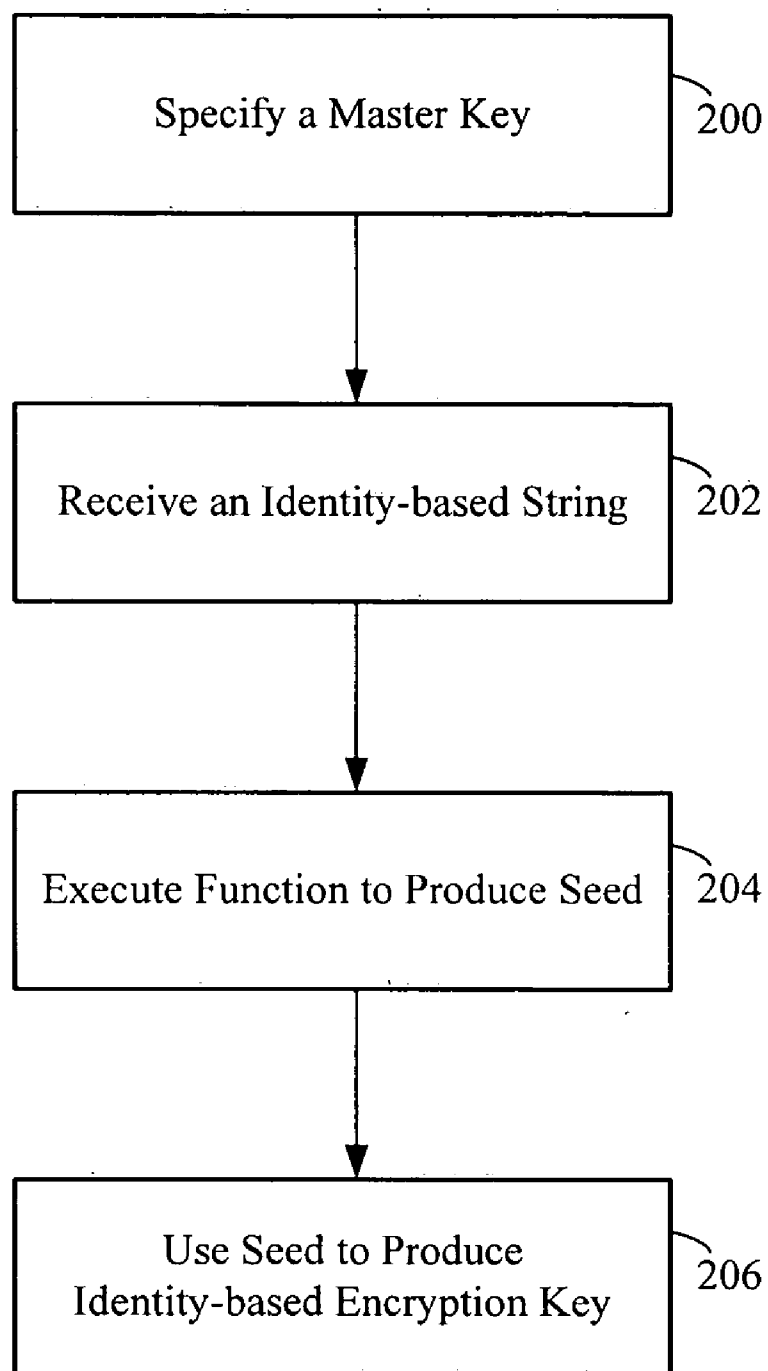 Specify a Master Key
200
Receive an Identity-based String
202
Execute Function to Produce Seed
204
Use Seed to Produce
Identity-based Encryption Key
206